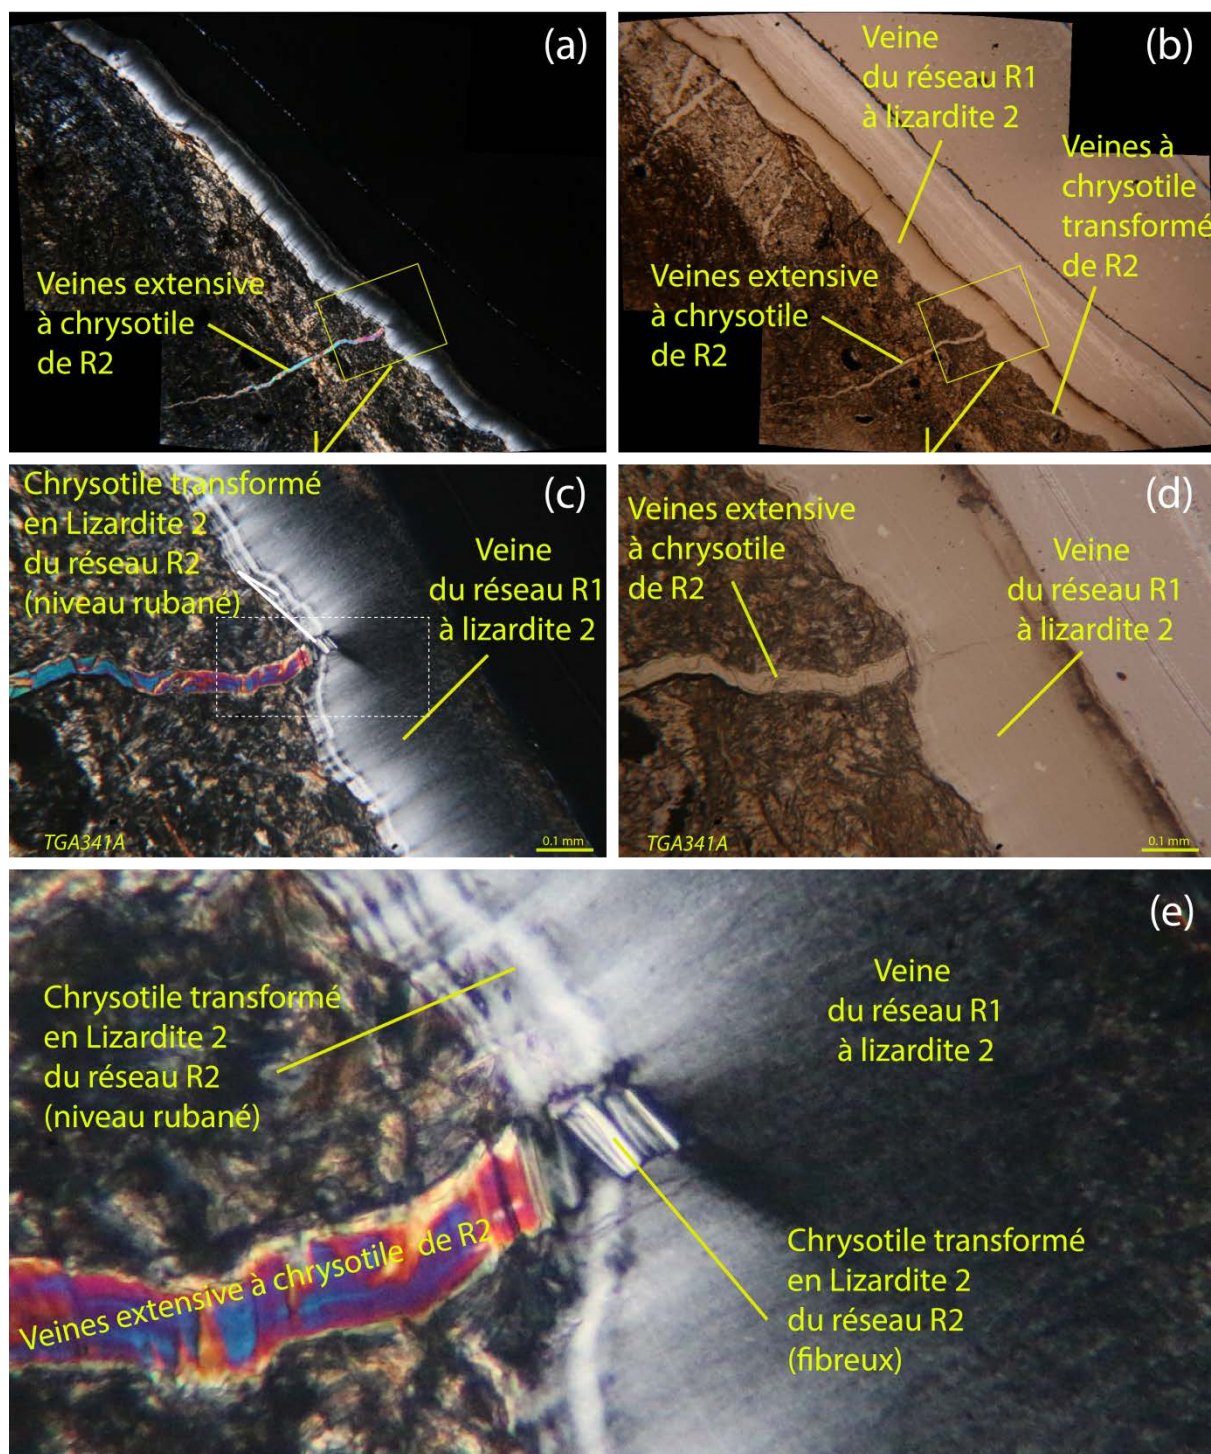 (a)
Veines extensive
à chrysotile
de R2
(b)
Veine
du réseau R1
à lizardite 2
Veines à
chrysotile
transformé
de R2
Veines extensive
à chrysotile
de R2
(c)
Chrysotile transformé
en Lizardite 2
du réseau R2
(niveau rubané)
Veine
du réseau R1
à lizardite 2
TGA341A
0.1 mm
(d)
Veines extensive
à chrysotile
de R2
Veine
du réseau R1
à lizardite 2
TGA341A
0.1 mm
(e)
Chrysotile transformé
en Lizardite 2
du réseau R2
(niveau rubané)
Veine
du réseau R1
à lizardite 2
Veines extensive à chrysotile de R2
Chrysotile transformé
en Lizardite 2
du réseau R2
(fibreux)